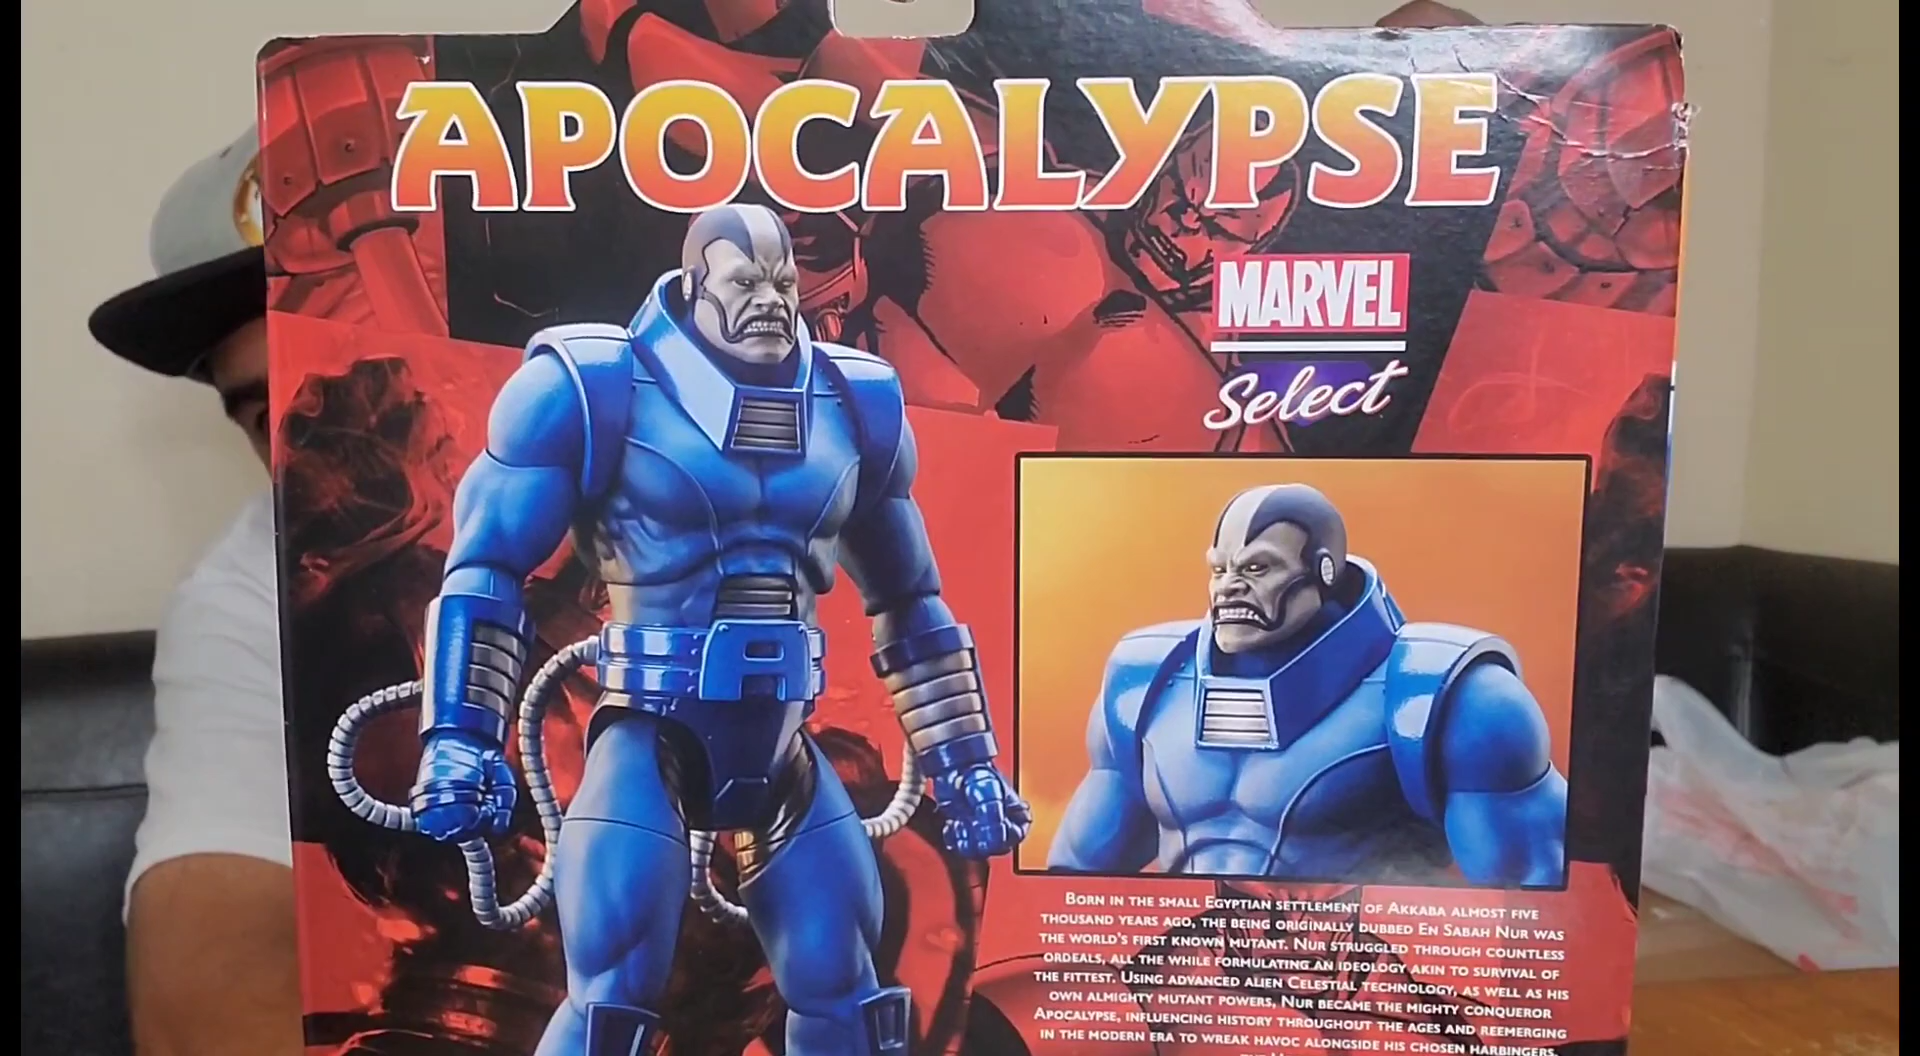 APOCALYPSE
MARVEL
Select
A
BORN IN THE SMALL EGYPTIAN SETTLEMENT OF AKKABA ALMOST FIVE
THOUSAND YEARS AGO, THE BEING ORIGINALLY DUBBED EN SABAH NUR WAS
THE WORLD'S FIRST KNOWN MUTANT. NUR STRUGGLED THROUGH COUNTLESS
ORDEALS, ALL THE WHILE FORMULATING AN IDEOLOGY AKIN TO SURVIVAL OF
THE FITTEST. USING ADVANCED ALIEN CELESTIAL TECHNOLOGY, AS WELL AS HIS
OWN ALMIGHTY MUTANT POWERS, NUR BECAME THE MIGHTY CONQUEROR
APOCALYPSE, INFLUENCING HISTORY THROUGHOUT THE AGES AND REEMERGING
IN THE MODERN ERA TO WREAK HAVOC ALONGSIDE HIS CHOSEN HARBINGERS,